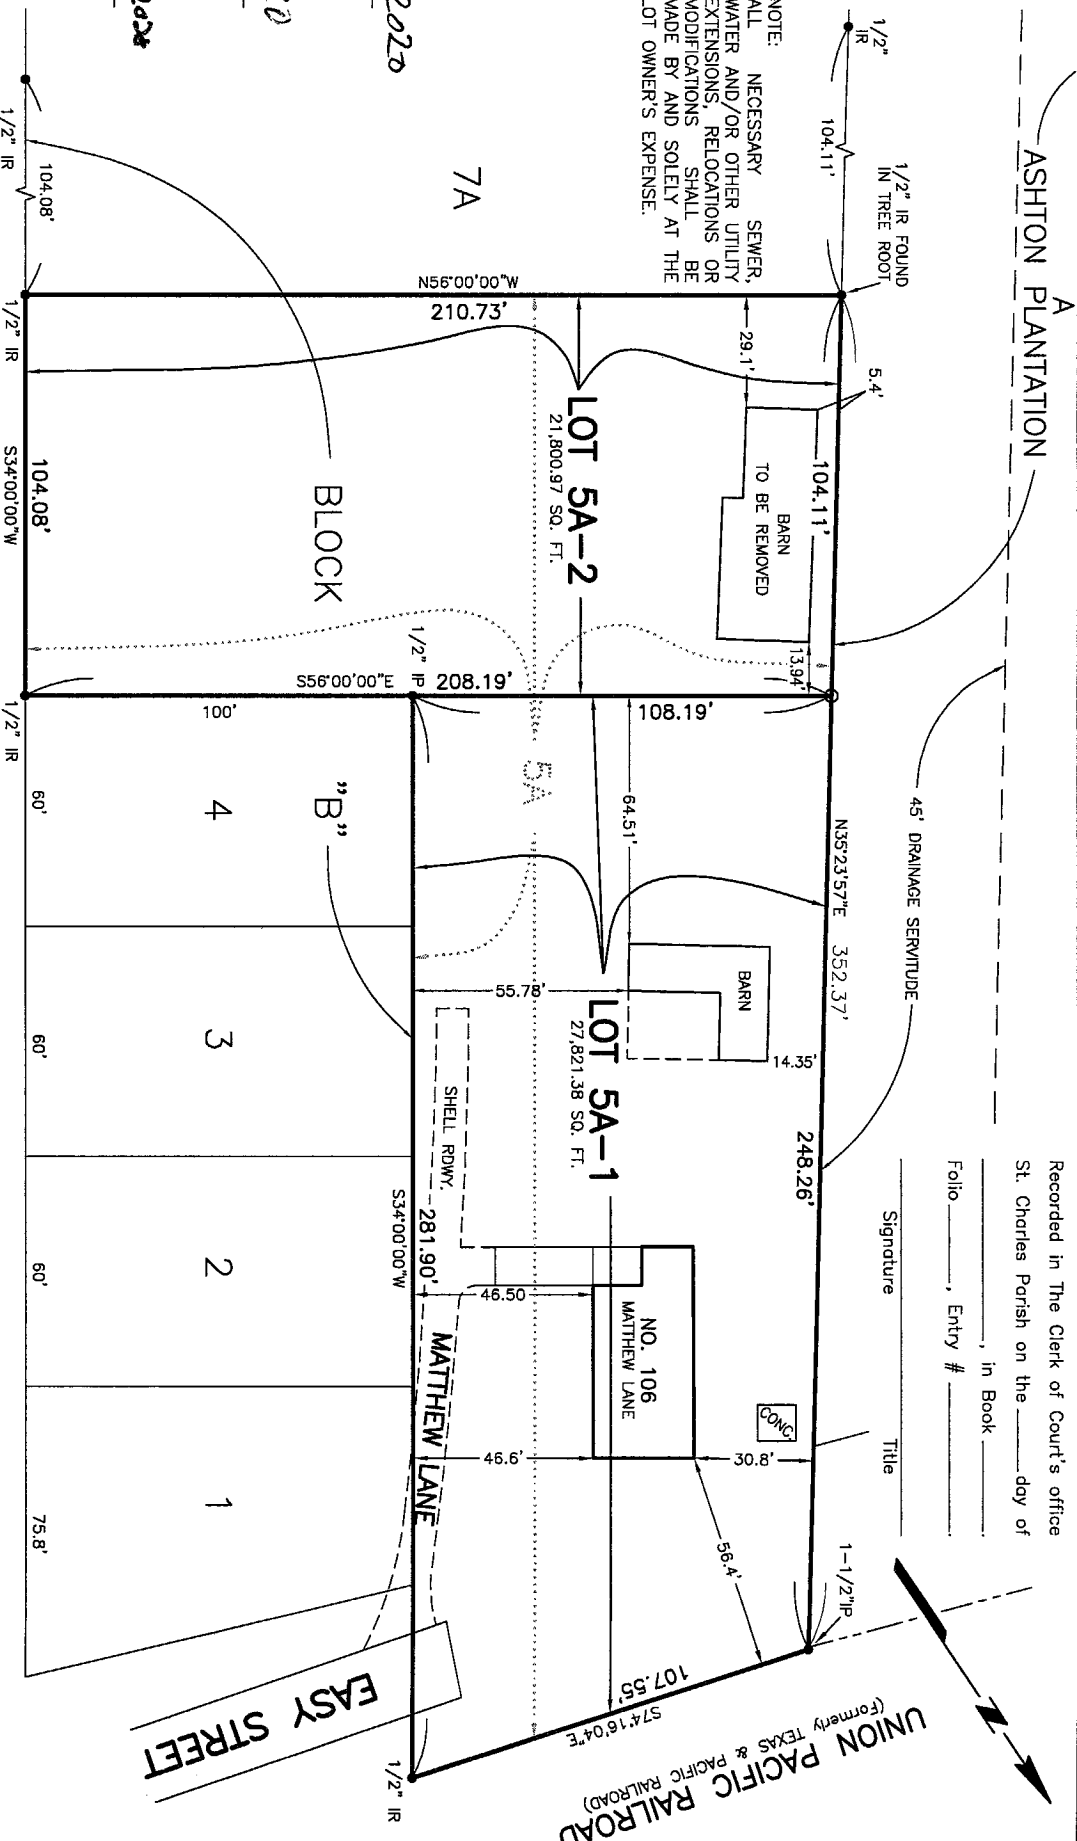 A
ASHTON PLANTATION
Recorded in The Clerk of Court's office
St. Charles Parish on the ____ day of
____, in Book ____
Folio ____, Entry # ____
Signature
Title
NOTE:
ALL NECESSARY SEWER,
WATER AND/OR OTHER UTILITY
EXTENSIONS, RELOCATIONS OR
MODIFICATIONS SHALL BE
MADE BY AND SOLELY AT THE
LOT OWNER'S EXPENSE.
1/2" IR
104.11'
1/2" IR FOUND
IN TREE ROOT
5.4'
45' DRAINAGE SERVITUDE
N35°23'57"E 352.37'
248.26'
1-1/2"IP
104.11'
29.1'
BARN
TO BE REMOVED
13.94'
LOT 5A-2
21,800.97 SQ. FT.
N56°00'00"W
210.73'
7A
BLOCK
"B"
1/2" IP
S56°00'00"E
208.19'
108.19'
64.51'
5A
BARN
14.35'
55.78'
LOT 5A-1
27,821.38 SQ. FT.
NO. 106
MATTHEW LANE
CONC.
30.8'
46.50
46.6'
56.4'
SHELL RDWY.
281.90'
S34°00'00"W
MATTHEW LANE
107.55'
S74°16'04"E
N
UNION PACIFIC RAILROAD
(Formerly TEXAS & PACIFIC RAILROAD)
EASY STREET
1/2" IR
100'
4
3
2
1
60'
60'
60'
75.8'
1/2" IR
104.08'
1/2" IR
104.08'
S34°00'00"W
1/2" IR
2020